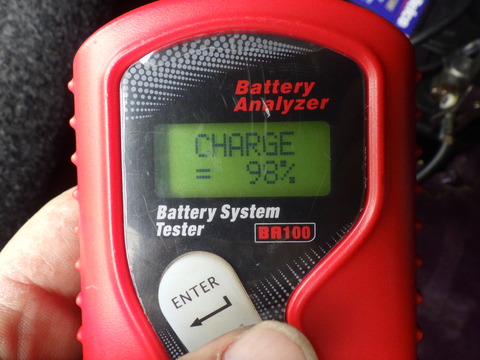 Battery
Analyzer
CHARGE
= 98%
Battery System
Tester BA100
ENTER